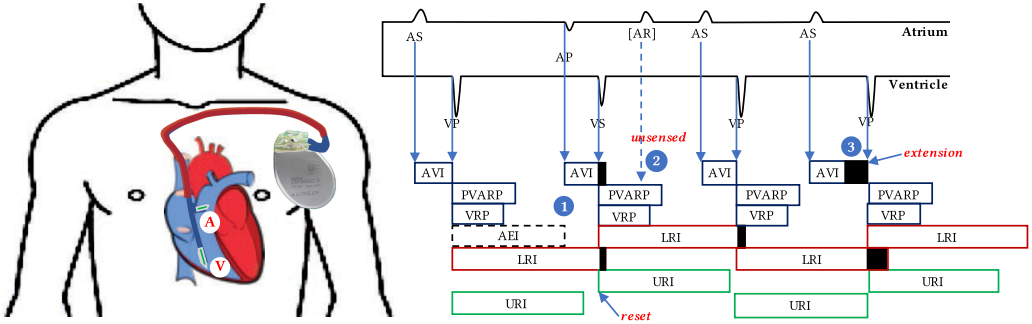 Atrium
AS
[AR]
AS
AS
AP
Ventricle
VP
VS
unsensed
VP
VP
2
3
extension
AVI
AVI
AVI
AVI
PVARP
PVARP
PVARP
PVARP
1
VRP
VRP
VRP
VRP
A
AEI
LRI
LRI
V
LRI
LRI
URI
URI
URI
URI
reset